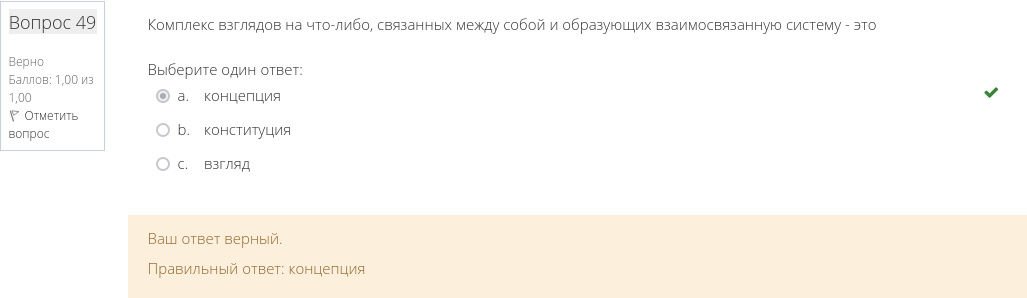 Вопрос 49
Верно
Баллов: 1,00 из
1,00
Отметить
вопрос
Комплекс взглядов на что-либо, связанных между собой и образующих взаимосвязанную систему - это
Выберите один ответ:
a. концепция
b. конституция
c. взгляд
Ваш ответ верный.
Правильный ответ: концепция